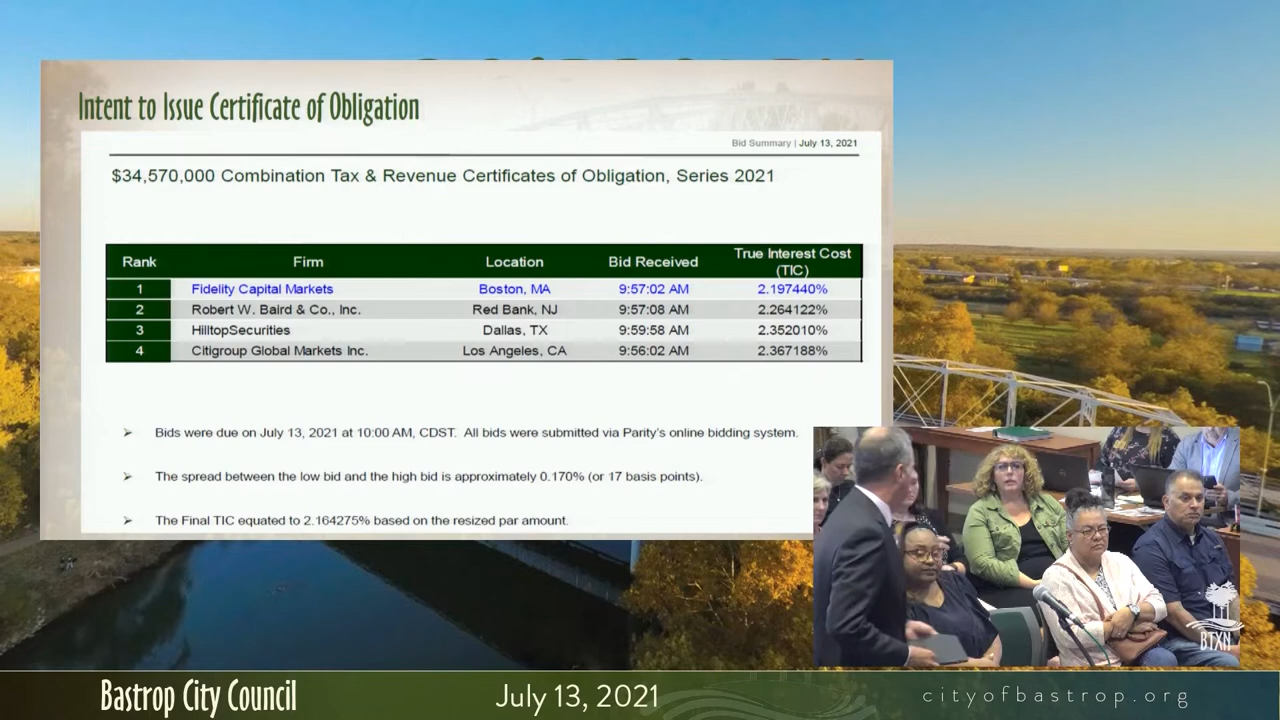 Intent to Issue Certificate of Obligation
Bid Summary | July 13, 2021
$34,570,000 Combination Tax & Revenue Certificates of Obligation, Series 2021
Rank Firm Location Bid Received True Interest Cost (TIC)
1 Fidelity Capital Markets Boston, MA 9:57:02 AM 2.197440%
2 Robert W. Baird & Co., Inc. Red Bank, NJ 9:57:08 AM 2.264122%
3 HilltopSecurities Dallas, TX 9:59:58 AM 2.352010%
4 Citigroup Global Markets Inc. Los Angeles, CA 9:56:02 AM 2.367188%
➢ Bids were due on July 13, 2021 at 10:00 AM, CDST. All bids were submitted via Parity's online bidding system.
➢ The spread between the low bid and the high bid is approximately 0.170% (or 17 basis points).
➢ The Final TIC equated to 2.164275% based on the resized par amount.
BTXN
Bastrop City Council July 13, 2021 cityofbastrop.org